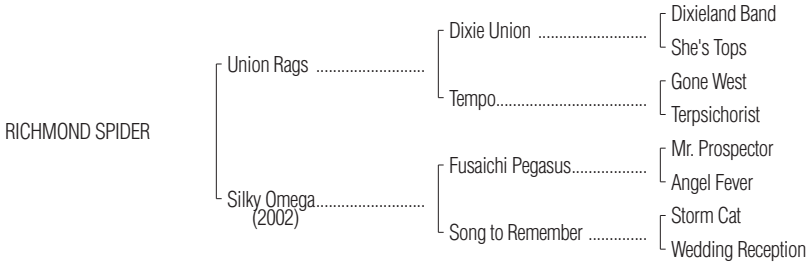 Dixieland Band
Dixie Union ..........................
She's Tops
Union Rags ..........................
Gone West
Tempo....................................
Terpsichorist
RICHMOND SPIDER
Mr. Prospector
Fusaichi Pegasus..................
Angel Fever
Silky Omega..........................
(2002)
Storm Cat
Song to Remember ..............
Wedding Reception